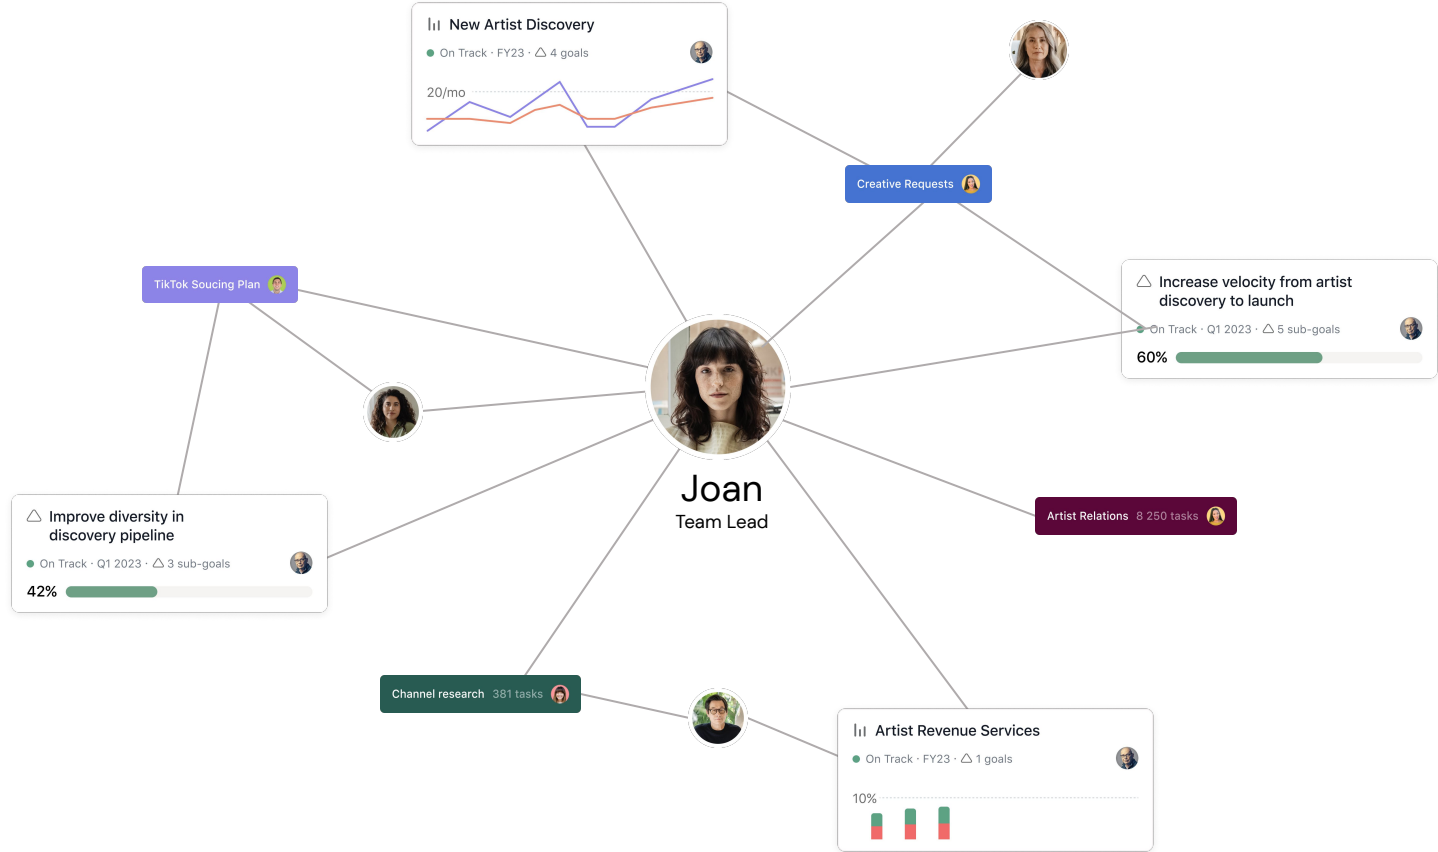 New Artist Discovery
On Track · FY23 · 4 goals
20/mo
Creative Requests
TikTok Soucing Plan
Increase velocity from artist
discovery to launch
On Track · Q1 2023 · 5 sub-goals
60%
Joan
Team Lead
Improve diversity in
discovery pipeline
On Track · Q1 2023 · 3 sub-goals
42%
Artist Relations 8 250 tasks
Channel research 381 tasks
Artist Revenue Services
On Track · FY23 · 1 goals
10%